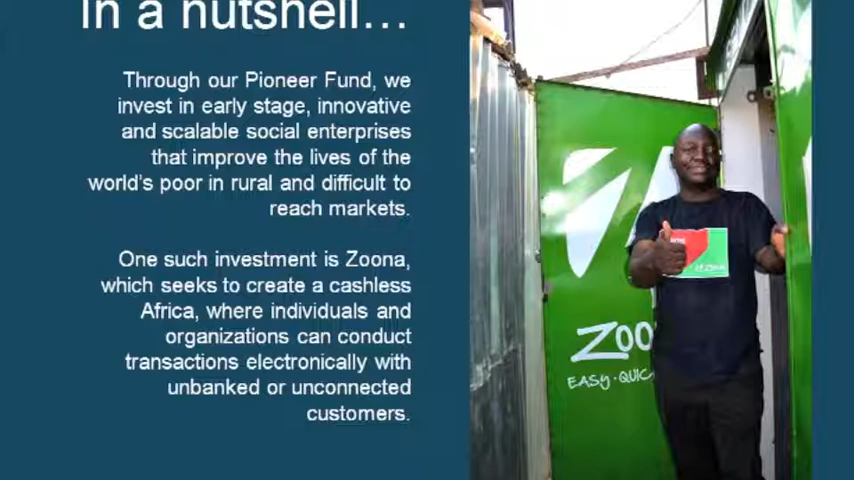 In a nutshell…
Through our Pioneer Fund, we
invest in early stage, innovative
and scalable social enterprises
that improve the lives of the
world's poor in rural and difficult to
reach markets.
One such investment is Zoona,
which seeks to create a cashless
Africa, where individuals and
organizations can conduct
transactions electronically with
unbanked or unconnected
customers.
ZOO
EASY · QUIC